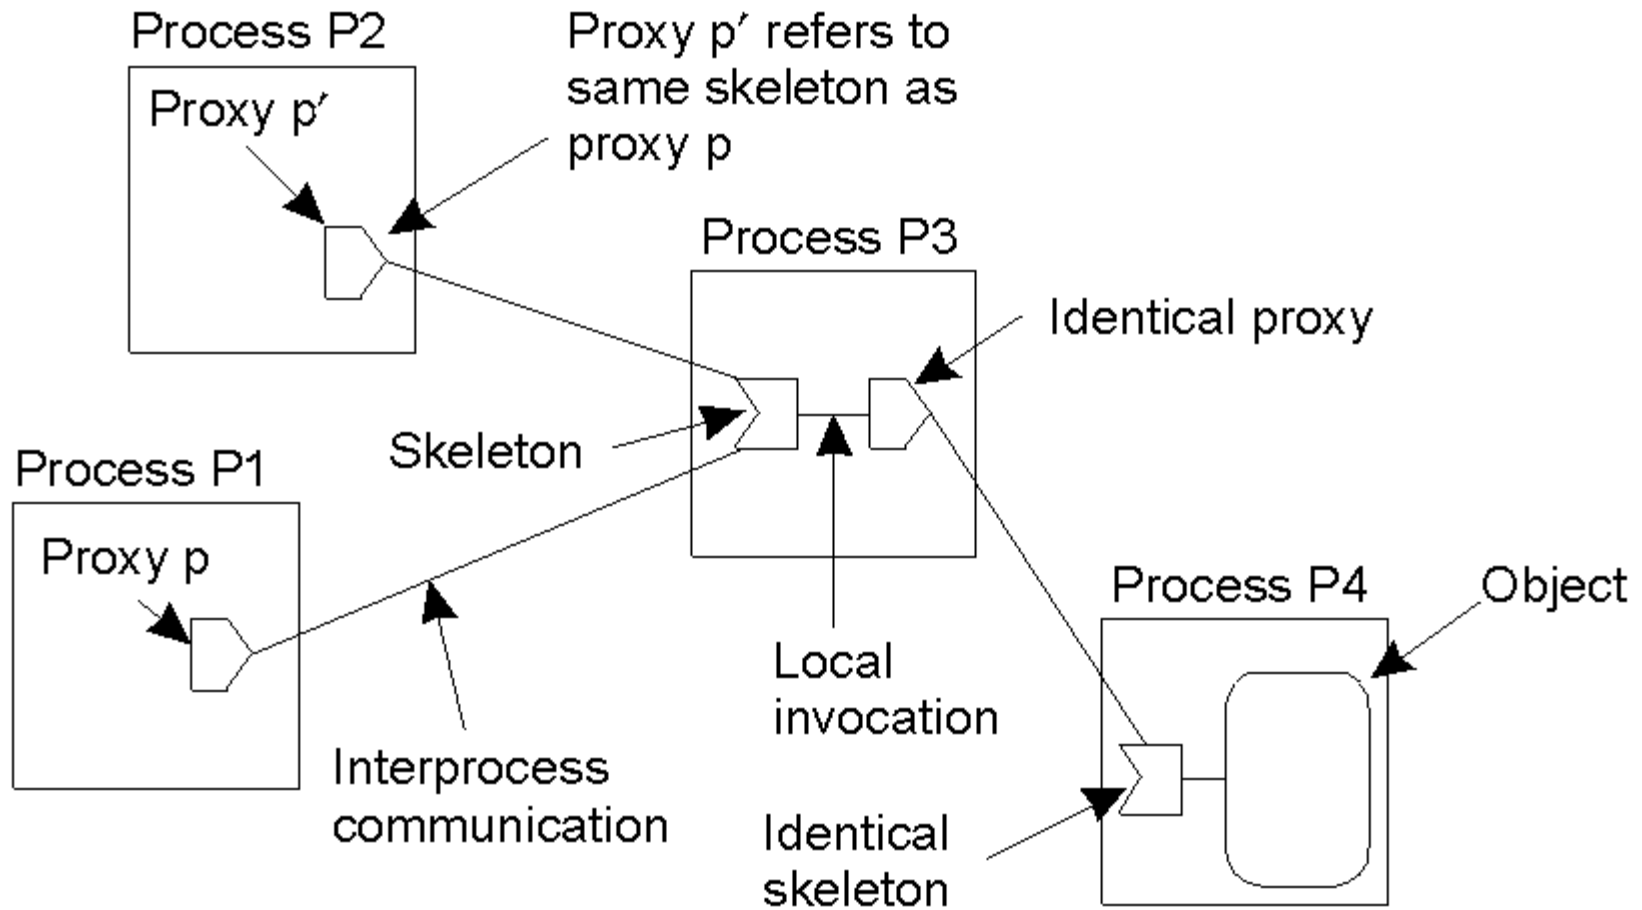 Process P2
Proxy p′ refers to
same skeleton as
proxy p
Proxy p′
Process P3
Identical proxy
Skeleton
Process P1
Proxy p
Process P4
Object
Local
invocation
Interprocess
communication
Identical
skeleton